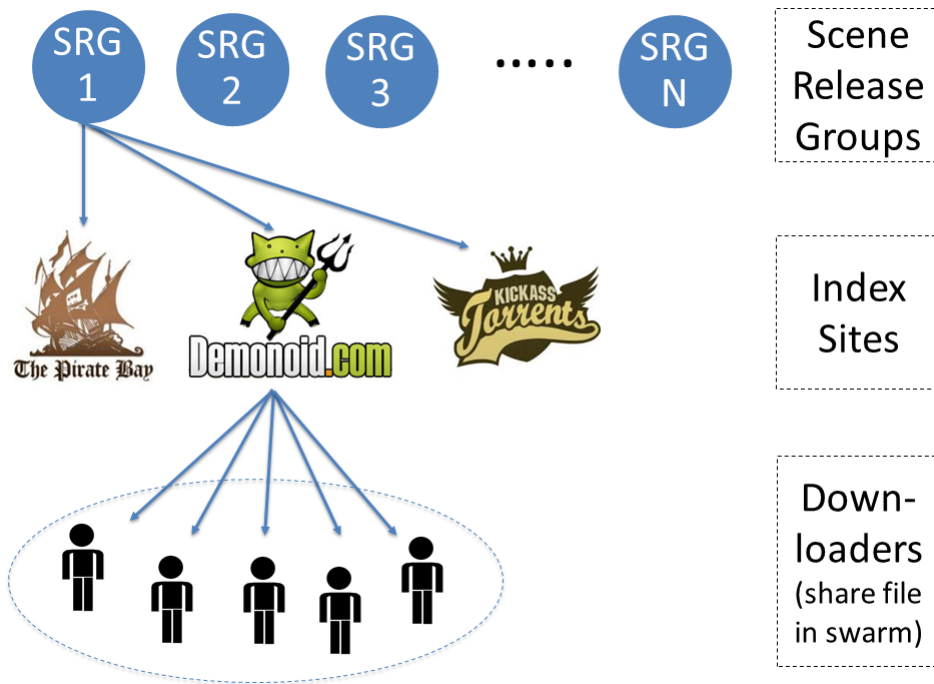 SRG
1
SRG
2
SRG
3
.....
SRG
N
Scene
Release
Groups
The Pirate Bay
Demonoid.com
KICKASS
Torrents
Index
Sites
Down-
loaders
(share file
in swarm)